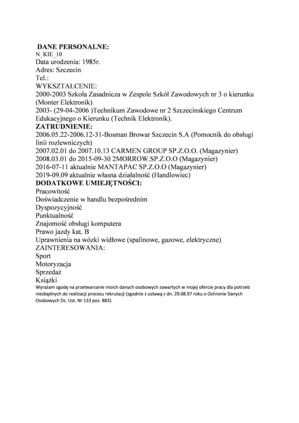 DANE PERSONALNE:
N_KIE_10
Data urodzenia: 1985r.
Adres: Szczecin
Tel.:
WYKSZTAŁCENIE:
2000-2003 Szkoła Zasadnicza w Zespole Szkół Zawodowych nr 3 o kierunku
(Monter Elektronik)
2003- (29-04-2006 )Technikum Zawodowe nr 2 Szczecinskiego Centrum
Edukacyjnego o Kierunku (Technik Elektronik).
ZATRUDNIENIE:
2006.05.22-2006.12-31-Bosman Browar Szczecin S.A (Pomocnik do obsługi
linii rozlewniczych)
2007.02.01 do 2007.10.13 CARMEN GROUP SP.Z.O.O. (Magazynier)
2008.03.01 do 2015-09-30 2MORROW.SP.Z.O.O (Magazynier)
2016-07-11 aktualnie MANTAPAC SP.Z.O.O (Magazynier)
2019-09.09 aktualnie własna działalność (Handlowiec)
DODATKOWE UMIEJĘTNOŚCI:
Pracowitość
Doświadczenie w handlu bezpośrednim
Dyspozycyjność
Punktualność
Znajomość obsługi komputera
Prawo jazdy kat. B
Uprawnienia na wózki widłowe (spalinowe, gazowe, elektryczne)
ZAINTERESOWANIA:
Sport
Motoryzacja
Sprzedaż
Książki
Wyrażam zgodę na przetwarzanie moich danych osobowych zawartych w mojej ofercie pracy dla potrzeb
niezbędnych do realizacji procesu rekrutacji (zgodnie z ustawą z dn. 29.08.97 roku o Ochronie Danych
Osobowych Dz. Ust. Nr 133 poz. 883).